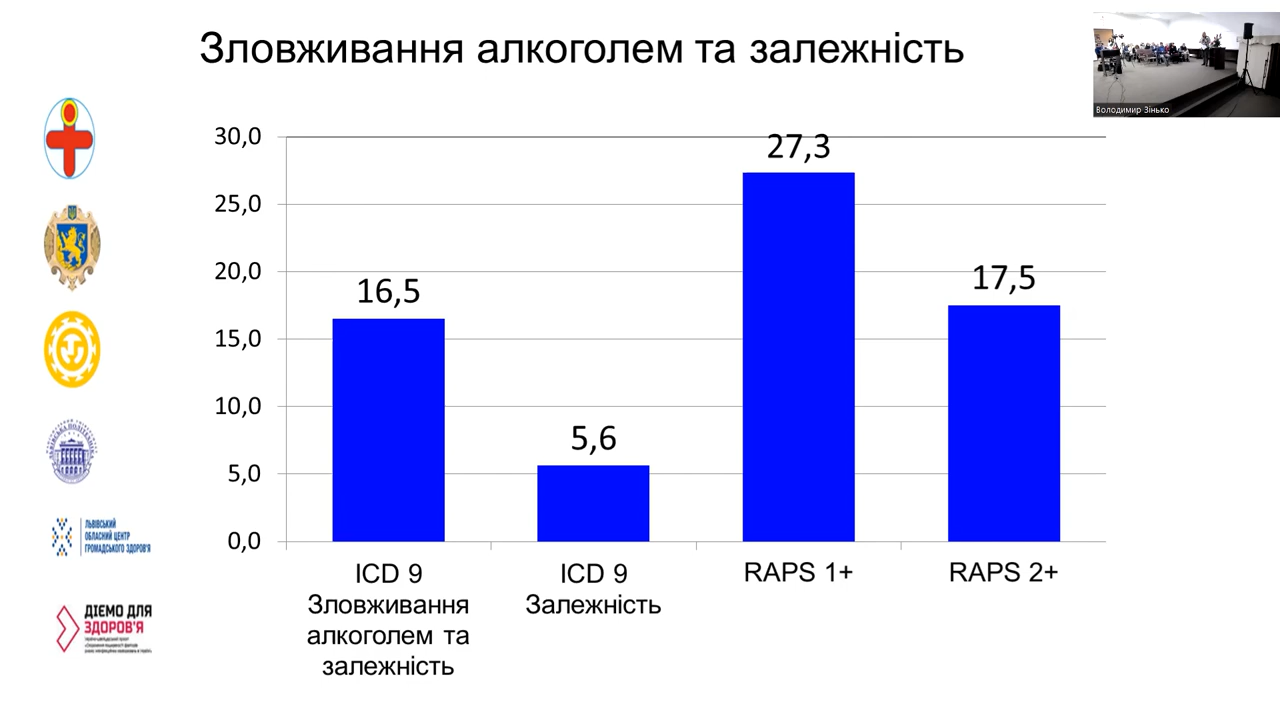 Зловживання алкоголем та залежність
Володимир Зінько
30,0
25,0
20,0
15,0
10,0
5,0
0,0
16,5
5,6
27,3
17,5
ICD 9
Зловживання
алкоголем та
залежність
ICD 9
Залежність
RAPS 1+
RAPS 2+
ЛЬВІВСЬКА ПОЛІТЕХНІКА
ЛЬВІВСЬКИЙ
ОБЛАСНИЙ ЦЕНТР
ГРОМАДСЬКОГО ЗДОРОВ'Я
ДІЄМО ДЛЯ
ЗДОРОВ'Я